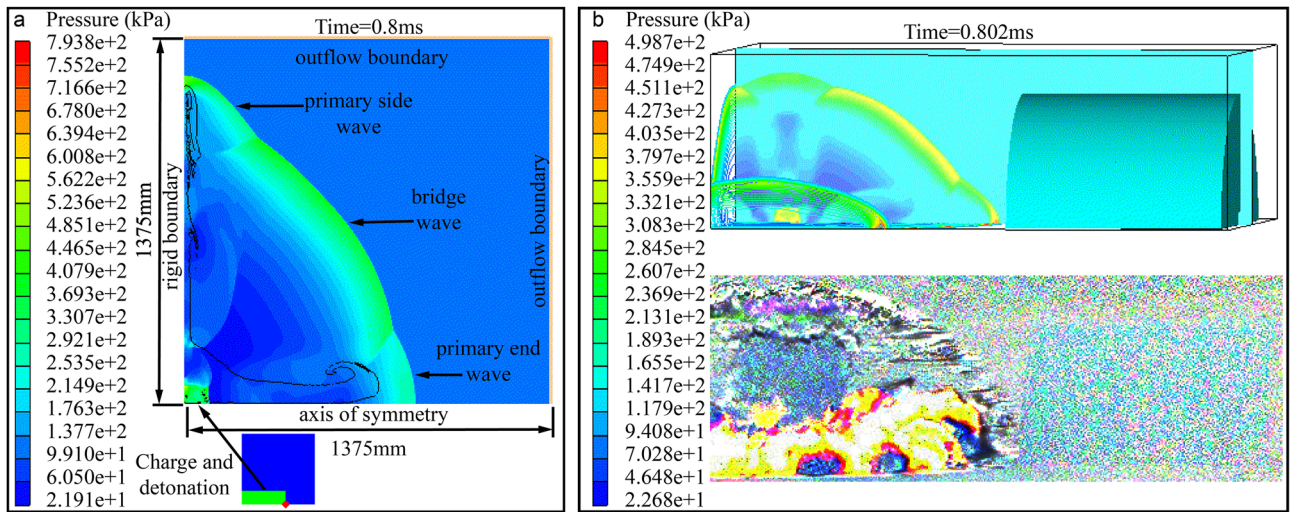 a Pressure (kPa)
Time=0.8ms
7.938e+2
7.552e+2
7.166e+2
6.780e+2
6.394e+2
6.008e+2
5.622e+2
5.236e+2
4.851e+2
4.465e+2
4.079e+2
3.693e+2
3.307e+2
2.921e+2
2.535e+2
2.149e+2
1.763e+2
1.377e+2
9.910e+1
6.050e+1
2.191e+1
outflow boundary
primary side
wave
bridge
wave
primary end
wave
1375mm
rigid boundary
outflow boundary
axis of symmetry
1375mm
Charge and
detonation
b Pressure (kPa)
Time=0.802ms
4.987e+2
4.749e+2
4.511e+2
4.273e+2
4.035e+2
3.797e+2
3.559e+2
3.321e+2
3.083e+2
2.845e+2
2.607e+2
2.369e+2
2.131e+2
1.893e+2
1.655e+2
1.417e+2
1.179e+2
9.408e+1
7.028e+1
4.648e+1
2.268e+1